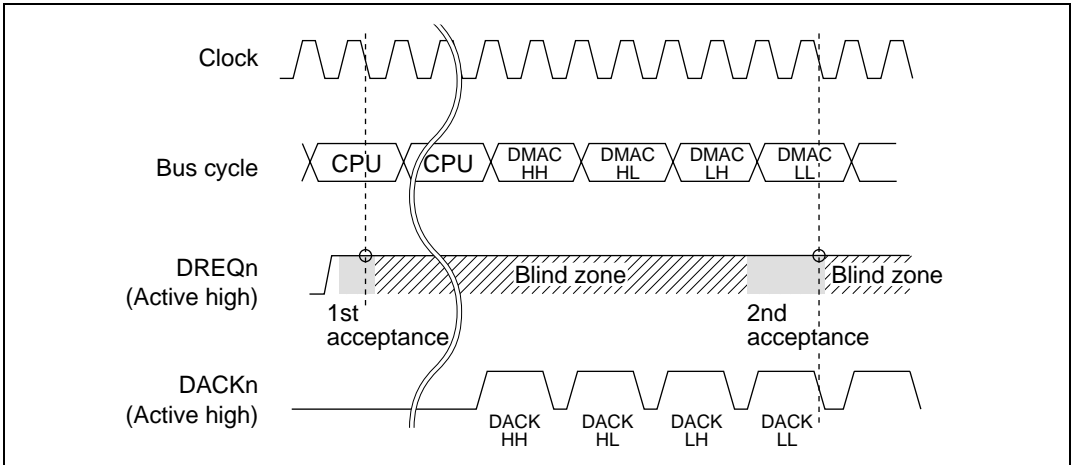 Clock
Bus cycle
CPU CPU DMAC HH DMAC HL DMAC LH DMAC LL
DREQn
(Active high)
Blind zone Blind zone
1st acceptance
2nd acceptance
DACKn
(Active high)
DACK HH DACK HL DACK LH DACK LL